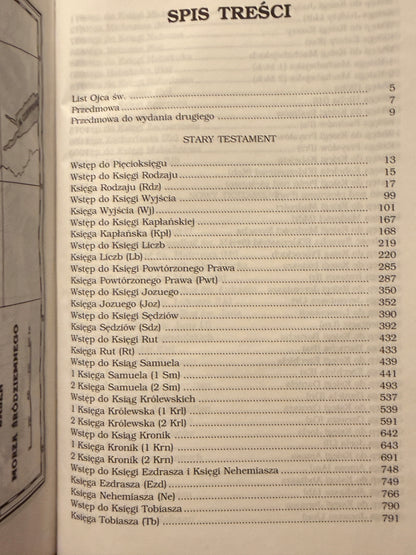 SPIS TREŚCI
List Ojca św. 5
Przedmowa 7
Przedmowa do wydania drugiego 9
STARY TESTAMENT
Wstęp do Pięcioksięgu 13
Wstęp do Księgi Rodzaju 15
Księga Rodzaju (Rdz) 17
Wstęp do Księgi Wyjścia 99
Księga Wyjścia (Wj) 101
Wstęp do Księgi Kapłańskiej 167
Księga Kapłańska (Kpł) 168
Wstęp do Księgi Liczb 219
Księga Liczb (Lb) 220
Wstęp do Księgi Powtórzonego Prawa 285
Księga Powtórzonego Prawa (Pwt) 287
Wstęp do Księgi Jozuego 350
Księga Jozuego (Joz) 352
Wstęp do Księgi Sędziów 390
Księga Sędziów (Sdz) 392
Wstęp do Księgi Rut 432
Księga Rut (Rt) 433
Wstęp do Ksiąg Samuela 439
1 Księga Samuela (1 Sm) 441
2 Księga Samuela (2 Sm) 493
Wstęp do Ksiąg Królewskich 537
1 Księga Królewska (1 Krl) 539
2 Księga Królewska (2 Krl) 591
Wstęp do Ksiąg Kronik 642
1 Księga Kronik (1 Krn) 643
2 Księga Kronik (2 Krn) 691
Wstęp do Księgi Ezdrasza i Księgi Nehemiasza 748
Księga Ezdrasza (Ezd) 749
Księga Nehemiasza (Ne) 766
Wstęp do Księgi Tobiasza 790
Księga Tobiasza (Tb) 791
MORZA ŚRÓDZIEMNEGO